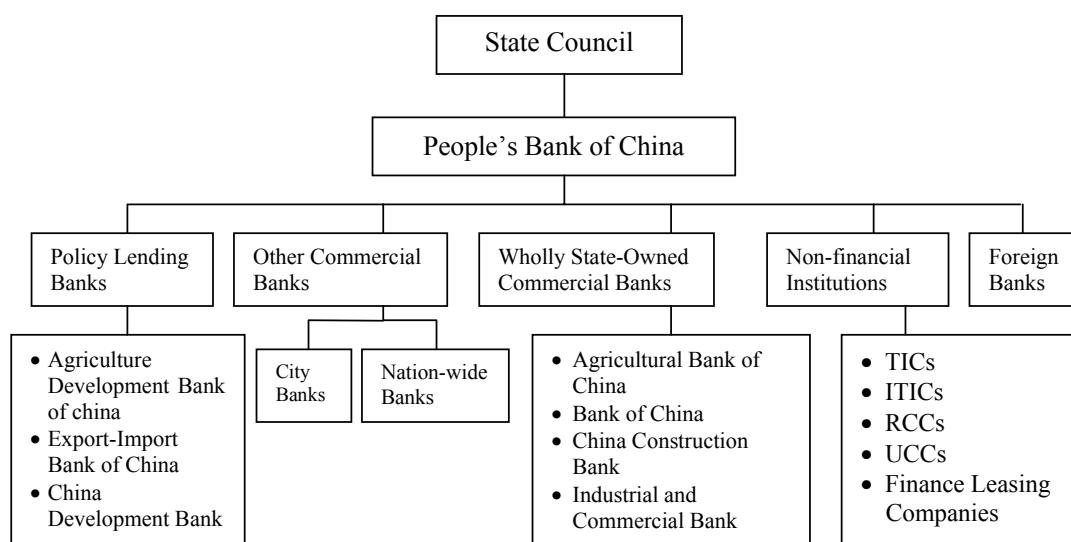 State Council
People's Bank of China
Policy Lending
Banks
Other Commercial
Banks
Wholly State-Owned
Commercial Banks
Non-financial
Institutions
Foreign
Banks
• Agriculture
Development Bank
of china
• Export-Import
Bank of China
• China
Development Bank
City
Banks
Nation-wide
Banks
• Agricultural Bank of
China
• Bank of China
• China Construction
Bank
• Industrial and
Commercial Bank
• TICs
• ITICs
• RCCs
• UCCs
• Finance Leasing
Companies